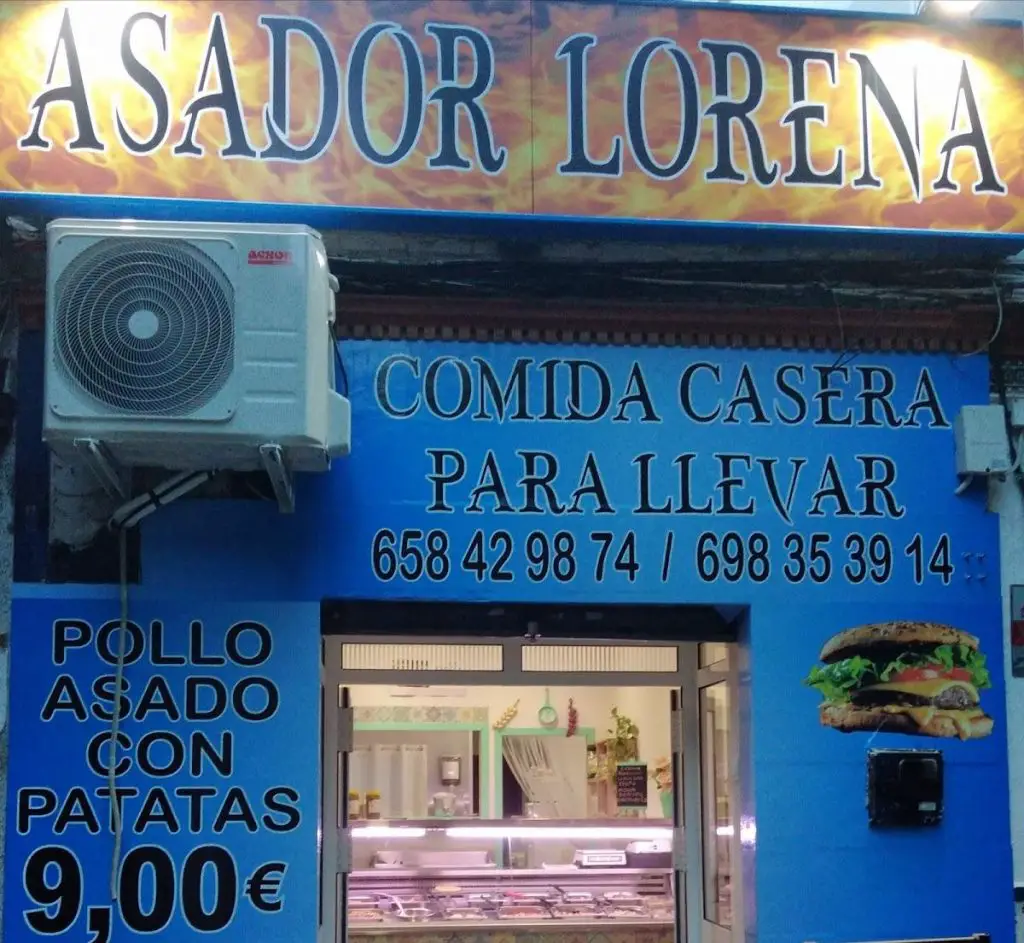 ASADOR LORENA
COMIDA CASERA
PARA LLEVAR
658 42 98 74 / 698 35 39 14
POLLO
ASADO
CON
PATATAS
9,00€